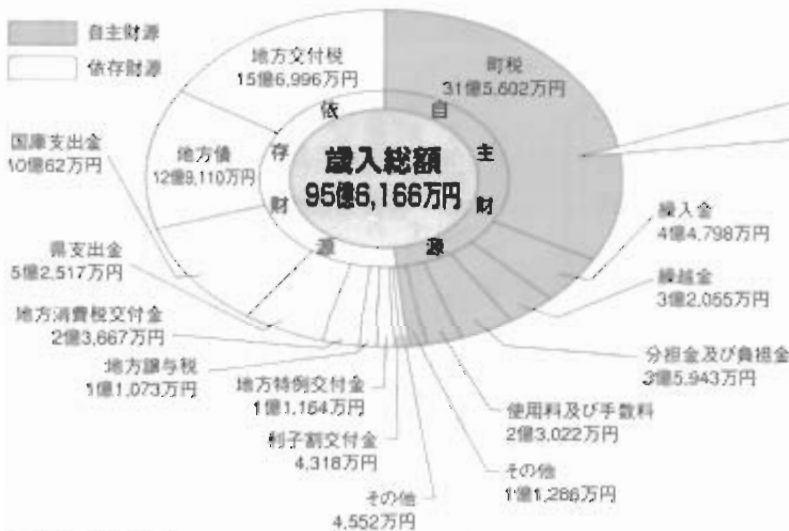 自主財源
依存財源
地方交付税
15億6,996万円
町税
31億5,602万円
国庫支出金
10億62万円
地方債
12億9,110万円
依存財源
自主財源
歳入総額
95億6,166万円
繰入金
4億4,798万円
県支出金
5億2,517万円
繰越金
3億2,055万円
地方消費税交付金
2億3,667万円
分担金及び負担金
3億5,943万円
地方譲与税
1億1,073万円
地方特例交付金
1億1,164万円
使用料及び手数料
2億3,022万円
利子割交付金
4,318万円
その他
1億1,286万円
その他
4,552万円